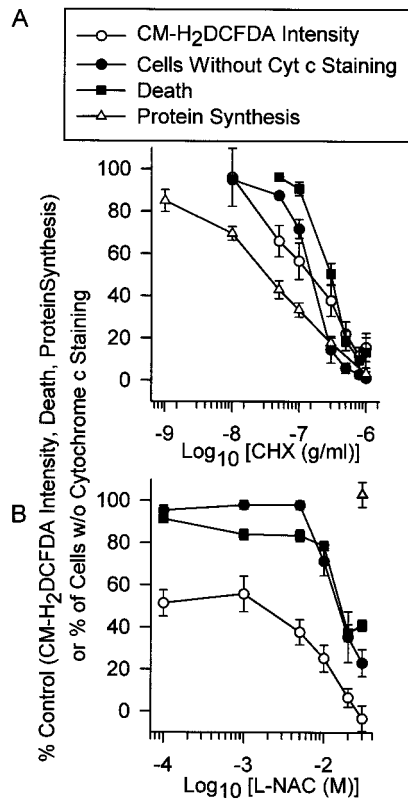 A
CM-H2DCFDA Intensity
Cells Without Cyt c Staining
Death
Protein Synthesis
% Control (CM-H2DCFDA Intensity, Death, ProteinSynthesis)
or % of Cells w/o Cytochrome c Staining
100
80
60
40
20
0
-9 -8 -7 -6
Log10 [CHX (g/ml)]
B
100
80
60
40
20
0
-4 -3 -2
Log10 [L-NAC (M)]